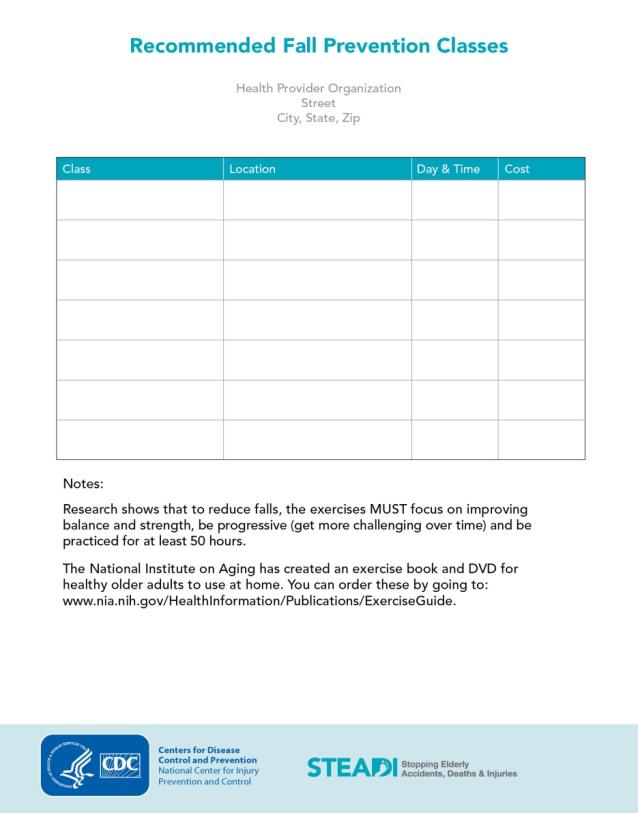 Recommended Fall Prevention Classes
Health Provider Organization
Street
City, State, Zip
Class Location Day & Time Cost
Notes:
Research shows that to reduce falls, the exercises MUST focus on improving
balance and strength, be progressive (get more challenging over time) and be
practiced for at least 50 hours.
The National Institute on Aging has created an exercise book and DVD for
healthy older adults to use at home. You can order these by going to:
www.nia.nih.gov/HealthInformation/Publications/ExerciseGuide.
CDC
Centers for Disease
Control and Prevention
National Center for Injury
Prevention and Control
STEADI
Stopping Elderly
Accidents, Deaths & Injuries